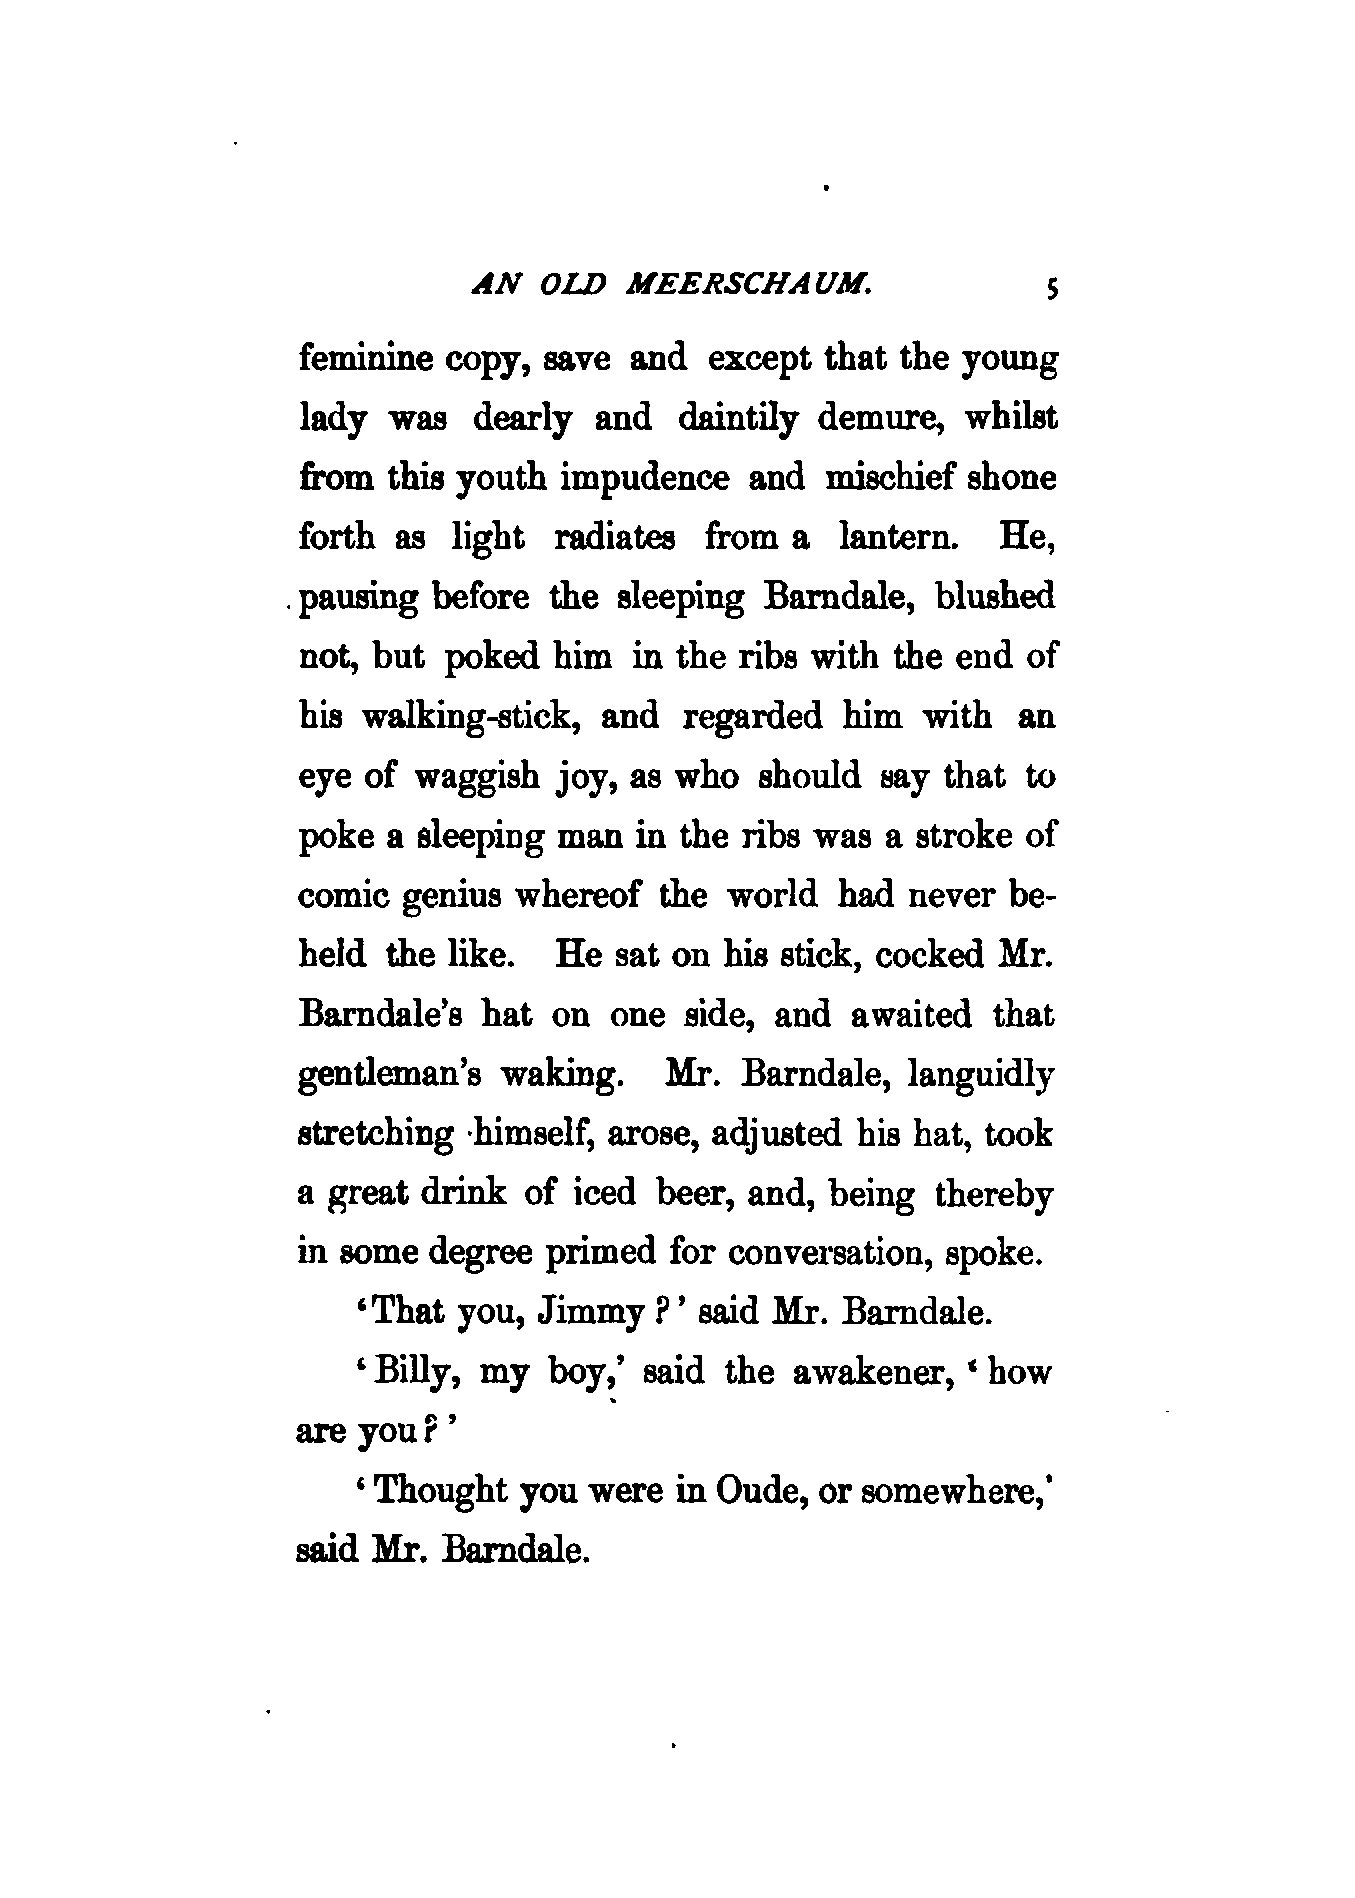 AN OLD MEERSCHAUM. 5
feminine copy, save and except that the young
lady was dearly and daintily demure, whilst
from this youth impudence and mischief shone
forth as light radiates from a lantern. He,
pausing before the sleeping Barndale, blushed
not, but poked him in the ribs with the end of
his walking-stick, and regarded him with an
eye of waggish joy, as who should say that to
poke a sleeping man in the ribs was a stroke of
comic genius whereof the world had never be-
held the like. He sat on his stick, cocked Mr.
Barndale's hat on one side, and awaited that
gentleman's waking. Mr. Barndale, languidly
stretching himself, arose, adjusted his hat, took
a great drink of iced beer, and, being thereby
in some degree primed for conversation, spoke.
‘That you, Jimmy?’ said Mr. Barndale.
‘Billy, my boy,’ said the awakener, ‘how
are you?’
‘Thought you were in Oude, or somewhere,’
said Mr. Barndale.